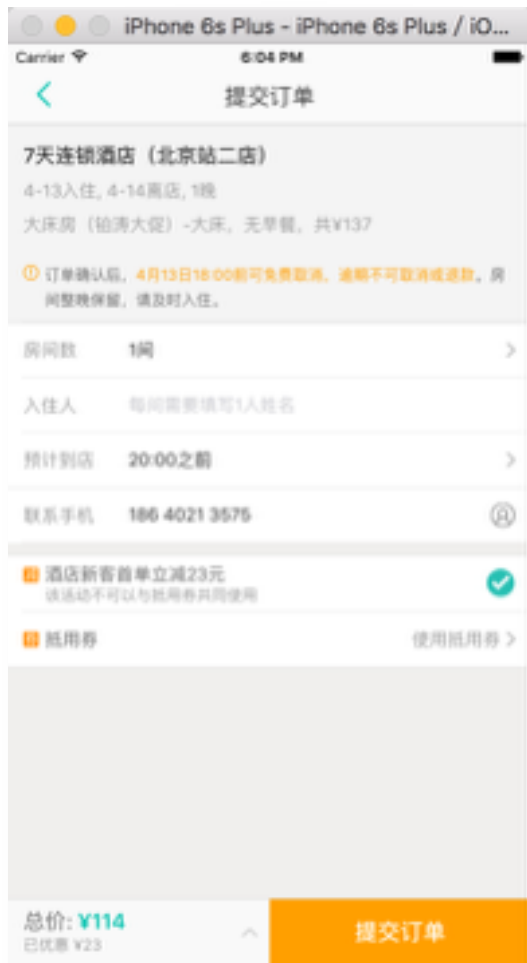 iPhone 6s Plus - iPhone 6s Plus / iO...
Carrier 6:04 PM
提交订单
7天连锁酒店（北京站二店）
4-13入住, 4-14离店, 1晚
大床房（铂涛大促）-大床，无早餐，共¥137
订单确认后，4月13日18:00前可免费取消，逾期不可取消或退款。房
间整晚保留，请及时入住。
房间数 1间
入住人 每间需要填写1人姓名
预计到店 20:00之前
联系手机 186 4021 3575
酒店新客首单立减23元
该活动不可以与抵用券共同使用
抵用券 使用抵用券
总价: ¥114
已优惠 ¥23
提交订单